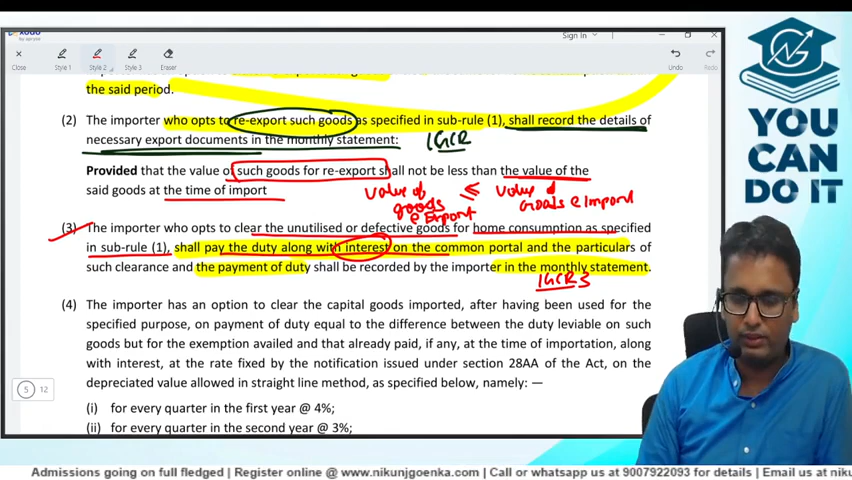 xodo
Sign In
Close
Style 1
Style 2
Style 3
Eraser
Undo
Redo
the said period.
(2) The importer who opts to re-export such goods as specified in sub-rule (1), shall record the details of
necessary export documents in the monthly statement: IGCR
Provided that the value of such goods for re-export shall not be less than the value of the
said goods at the time of import
value of goods @ Export ≤ value of Goods @ Import
(3) The importer who opts to clear the unutilised or defective goods for home consumption as specified
in sub-rule (1), shall pay the duty along with interest on the common portal and the particulars of
such clearance and the payment of duty shall be recorded by the importer in the monthly statement.
IGCR 3
(4) The importer has an option to clear the capital goods imported, after having been used for the
specified purpose, on payment of duty equal to the difference between the duty leviable on such
goods but for the exemption availed and that already paid, if any, at the time of importation, along
with interest, at the rate fixed by the notification issued under section 28AA of the Act, on the
depreciated value allowed in straight line method, as specified below, namely: —
(i) for every quarter in the first year @ 4%;
(ii) for every quarter in the second year @ 3%;
5 12
NG
YOU
CAN
DO IT
Admissions going on full fledged | Register online @ www.nikunjgoenka.com | Call or whatsapp us at 9007922093 for details | Email us at niku